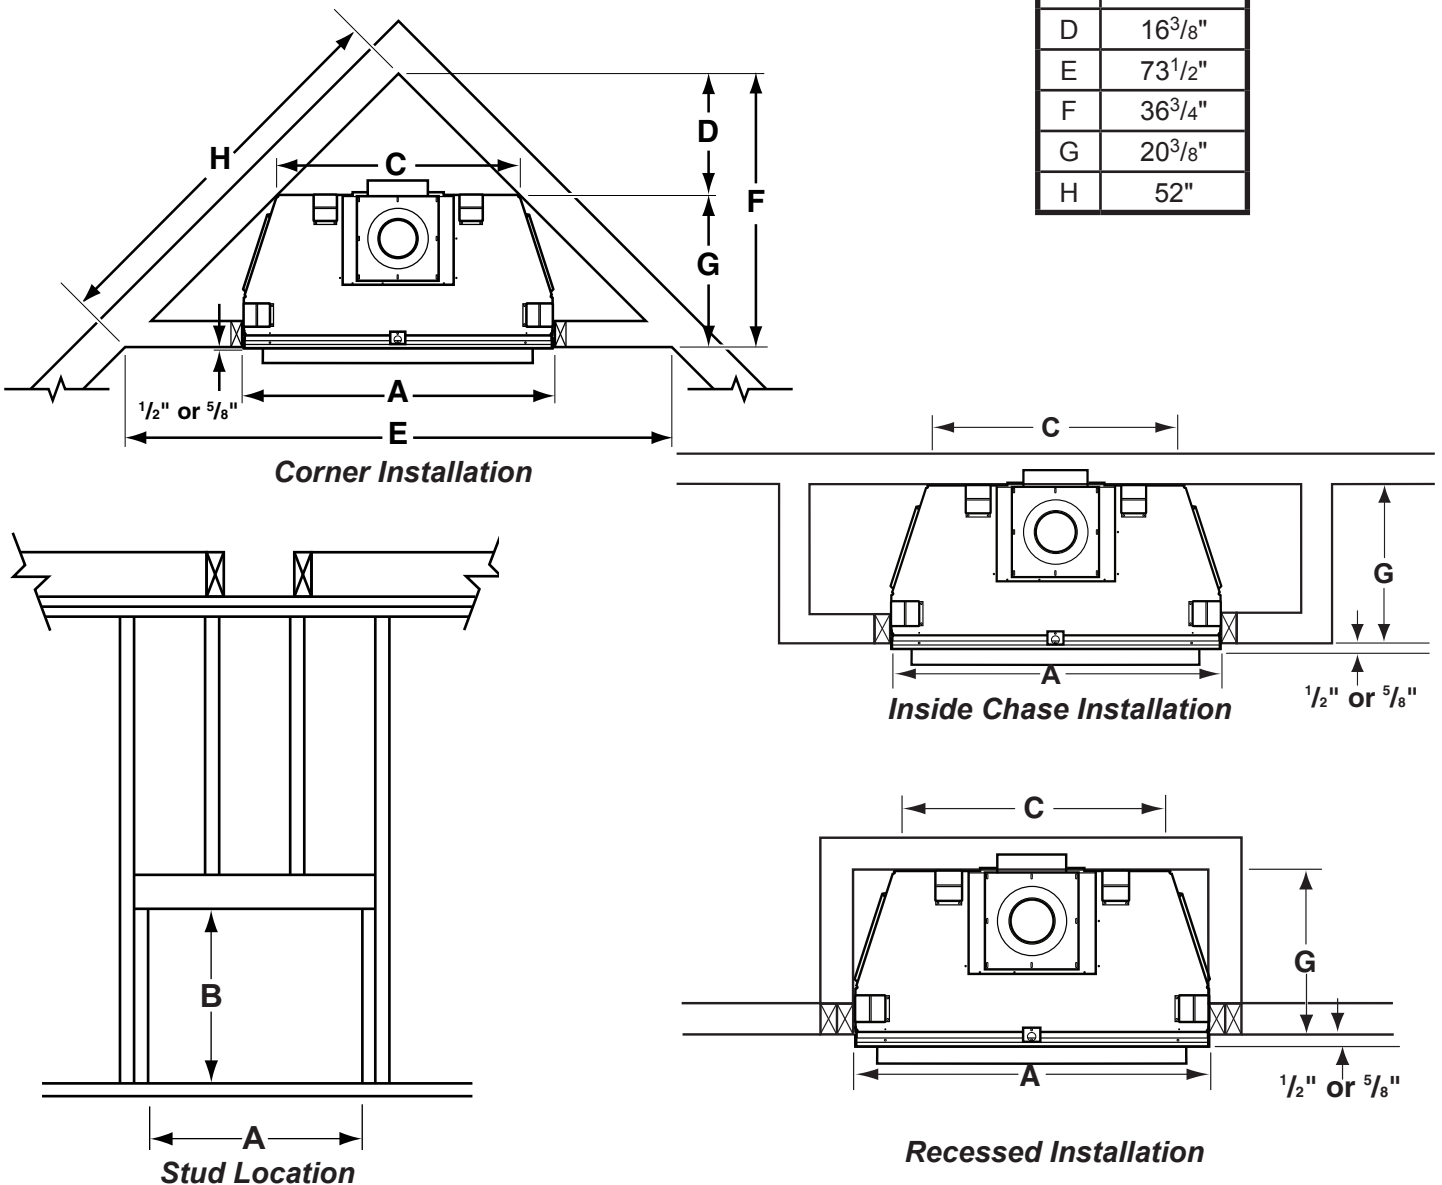 D 16³/8"
E 73¹/2"
F 36³/4"
G 20³/8"
H 52"
H
C
D
F
G
¹/2" or ⁵/8"
A
E
Corner Installation
C
G
A
¹/2" or ⁵/8"
Inside Chase Installation
B
A
Stud Location
C
G
A
¹/2" or ⁵/8"
Recessed Installation